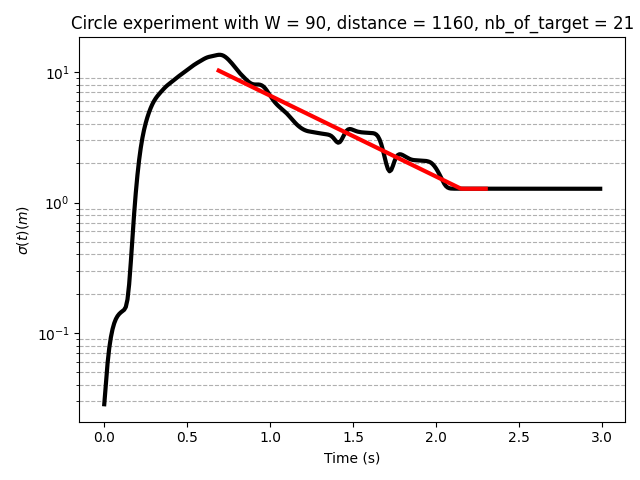 Circle experiment with W = 90, distance = 1160, nb_of_target = 21
10¹
10⁰
10⁻¹
σ(t)(m)
0.0 0.5 1.0 1.5 2.0 2.5 3.0
Time (s)